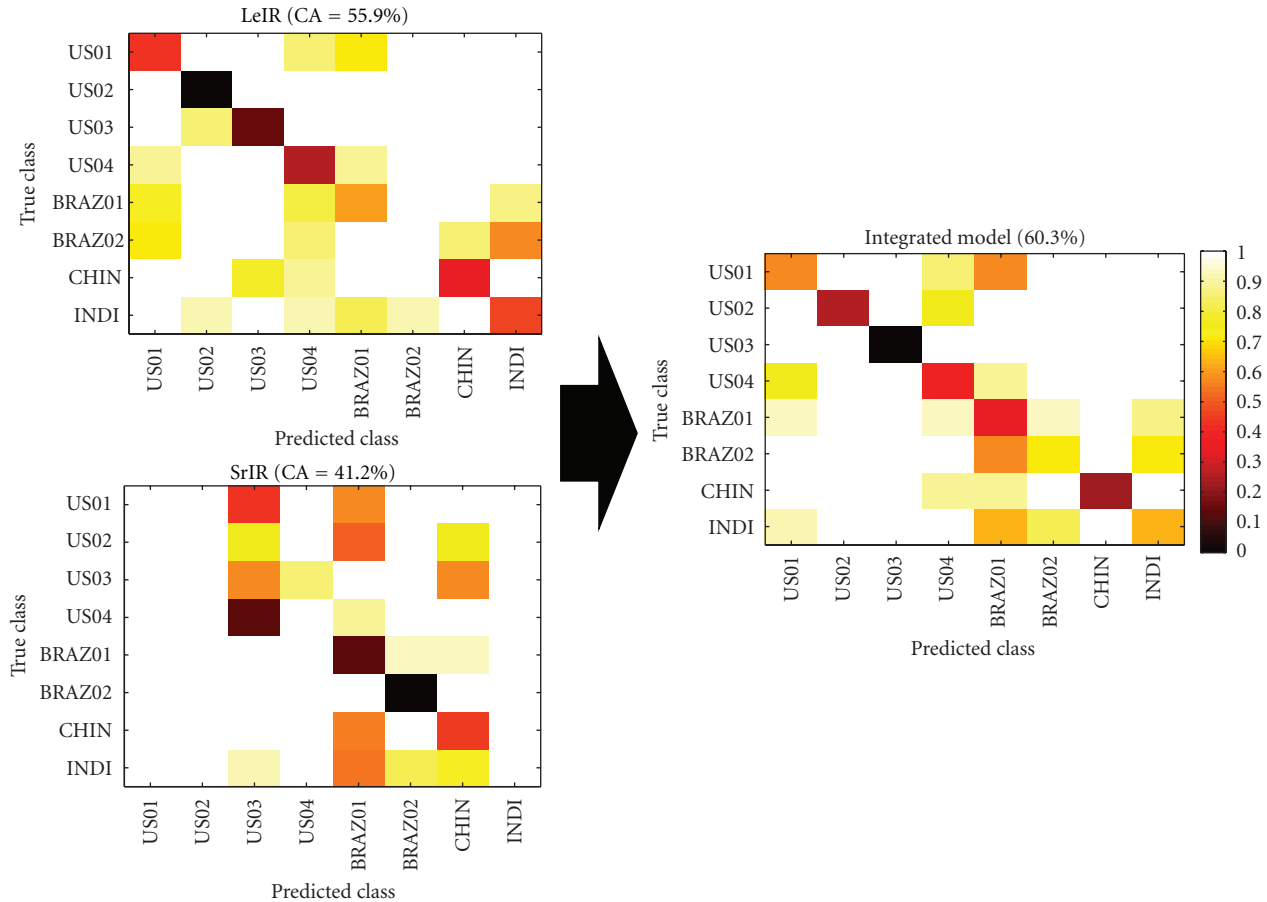 LeIR (CA = 55.9%)
True class
US01
US02
US03
US04
BRAZ01
BRAZ02
CHIN
INDI
US01
US02
US03
US04
BRAZ01
BRAZ02
CHIN
INDI
Predicted class
SrIR (CA = 41.2%)
True class
US01
US02
US03
US04
BRAZ01
BRAZ02
CHIN
INDI
US01
US02
US03
US04
BRAZ01
BRAZ02
CHIN
INDI
Predicted class
Integrated model (60.3%)
True class
US01
US02
US03
US04
BRAZ01
BRAZ02
CHIN
INDI
US01
US02
US03
US04
BRAZ01
BRAZ02
CHIN
INDI
Predicted class
1
0.9
0.8
0.7
0.6
0.5
0.4
0.3
0.2
0.1
0